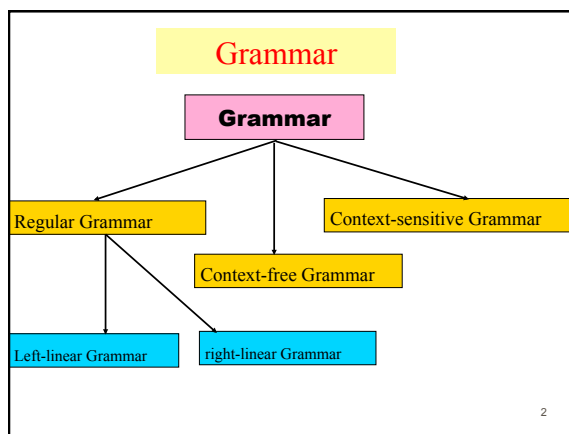 Grammar
Grammar
Regular Grammar
Context-sensitive Grammar
Context-free Grammar
Left-linear Grammar
right-linear Grammar
2